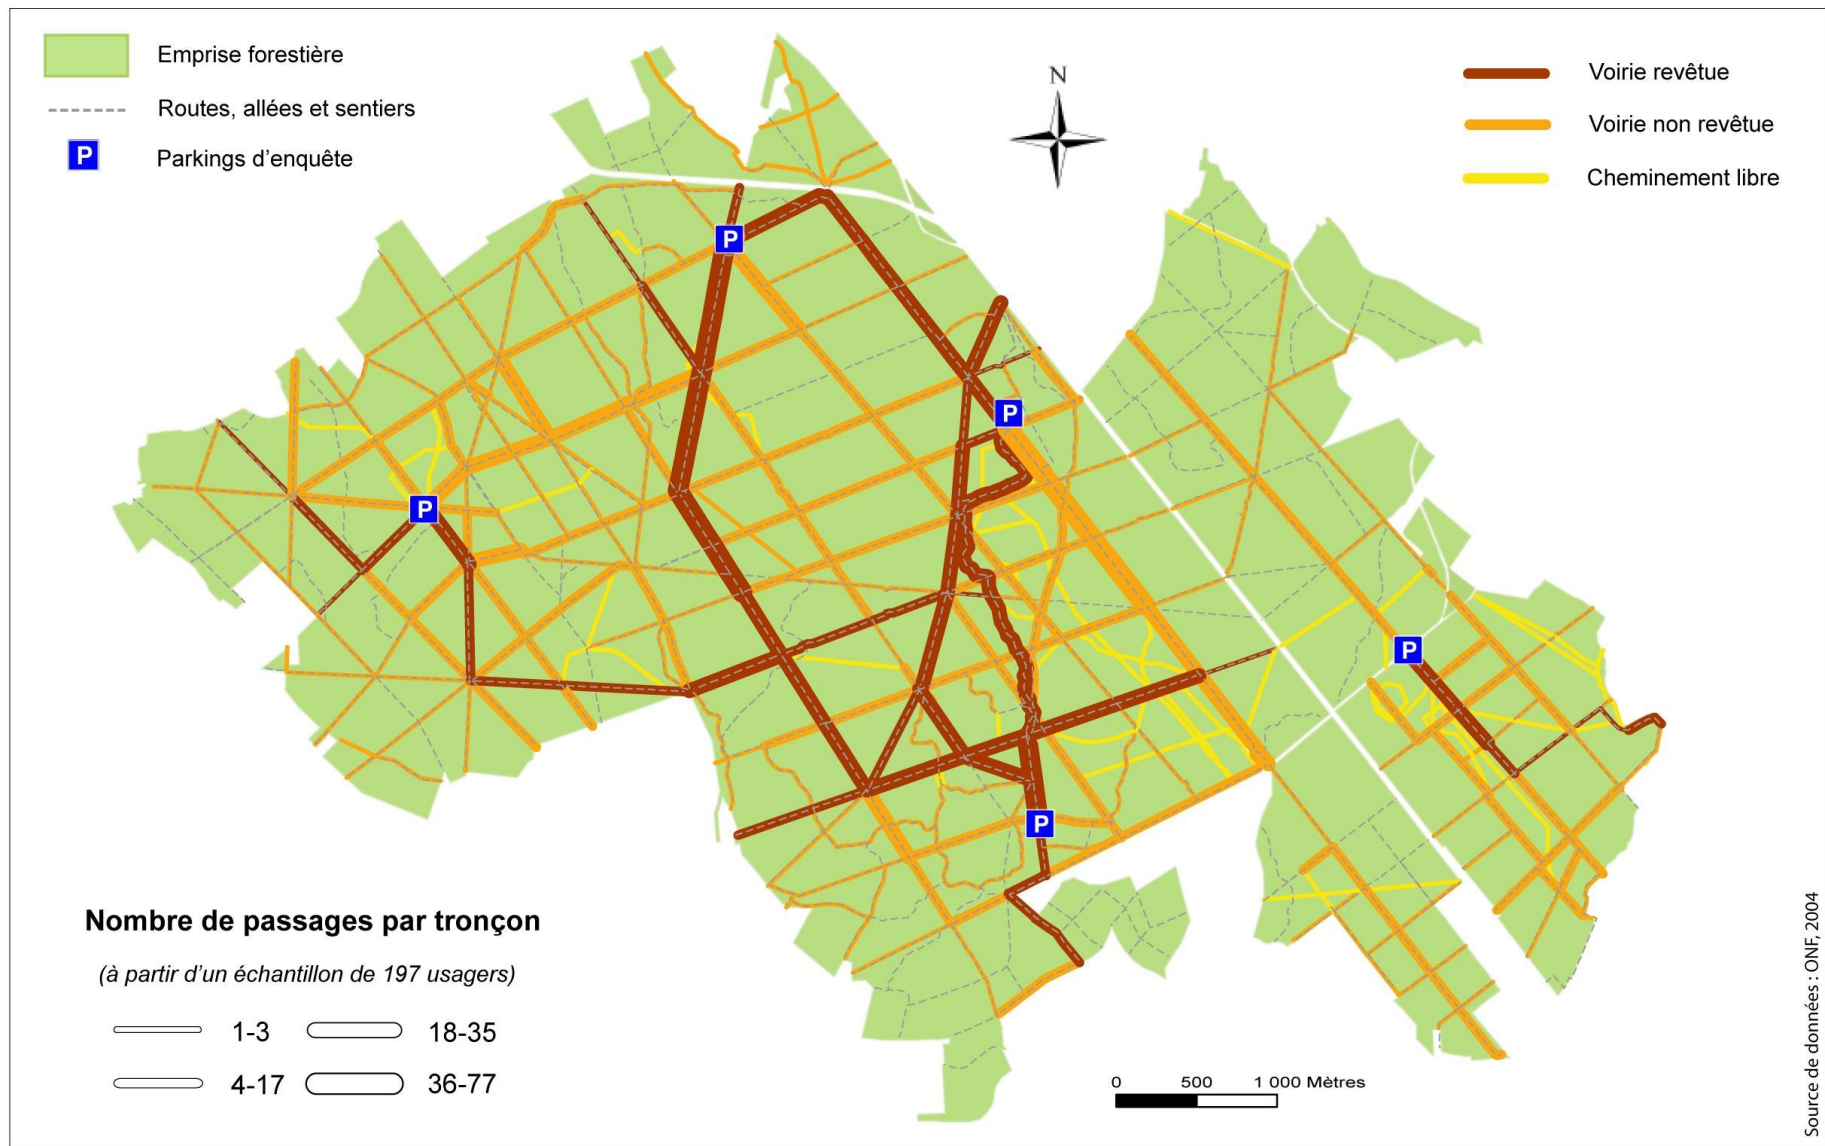 Emprise forestière
Routes, allées et sentiers
P
Parkings d'enquête
N
Voirie revêtue
Voirie non revêtue
Cheminement libre
P
P
P
P
P
Nombre de passages par tronçon
(à partir d'un échantillon de 197 usagers)
1-3
18-35
4-17
36-77
0 500 1 000 Mètres
Source de données : ONF, 2004